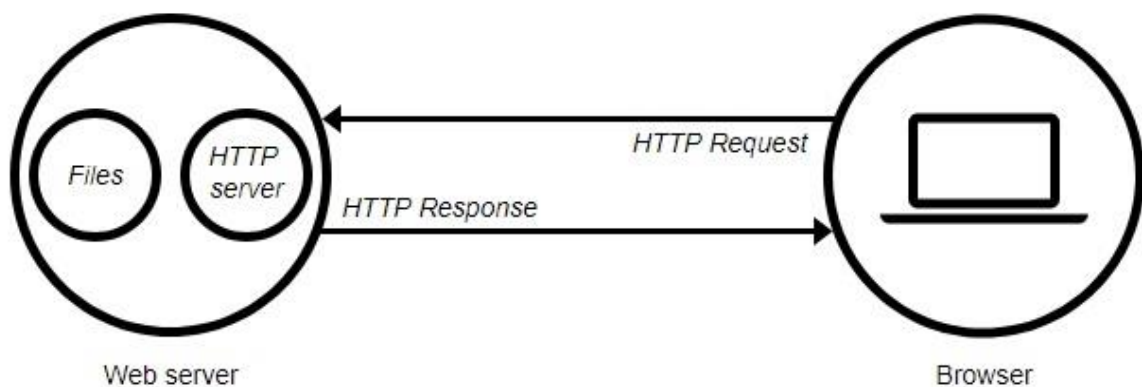 Files
HTTP
server
HTTP Request
HTTP Response
Web server
Browser